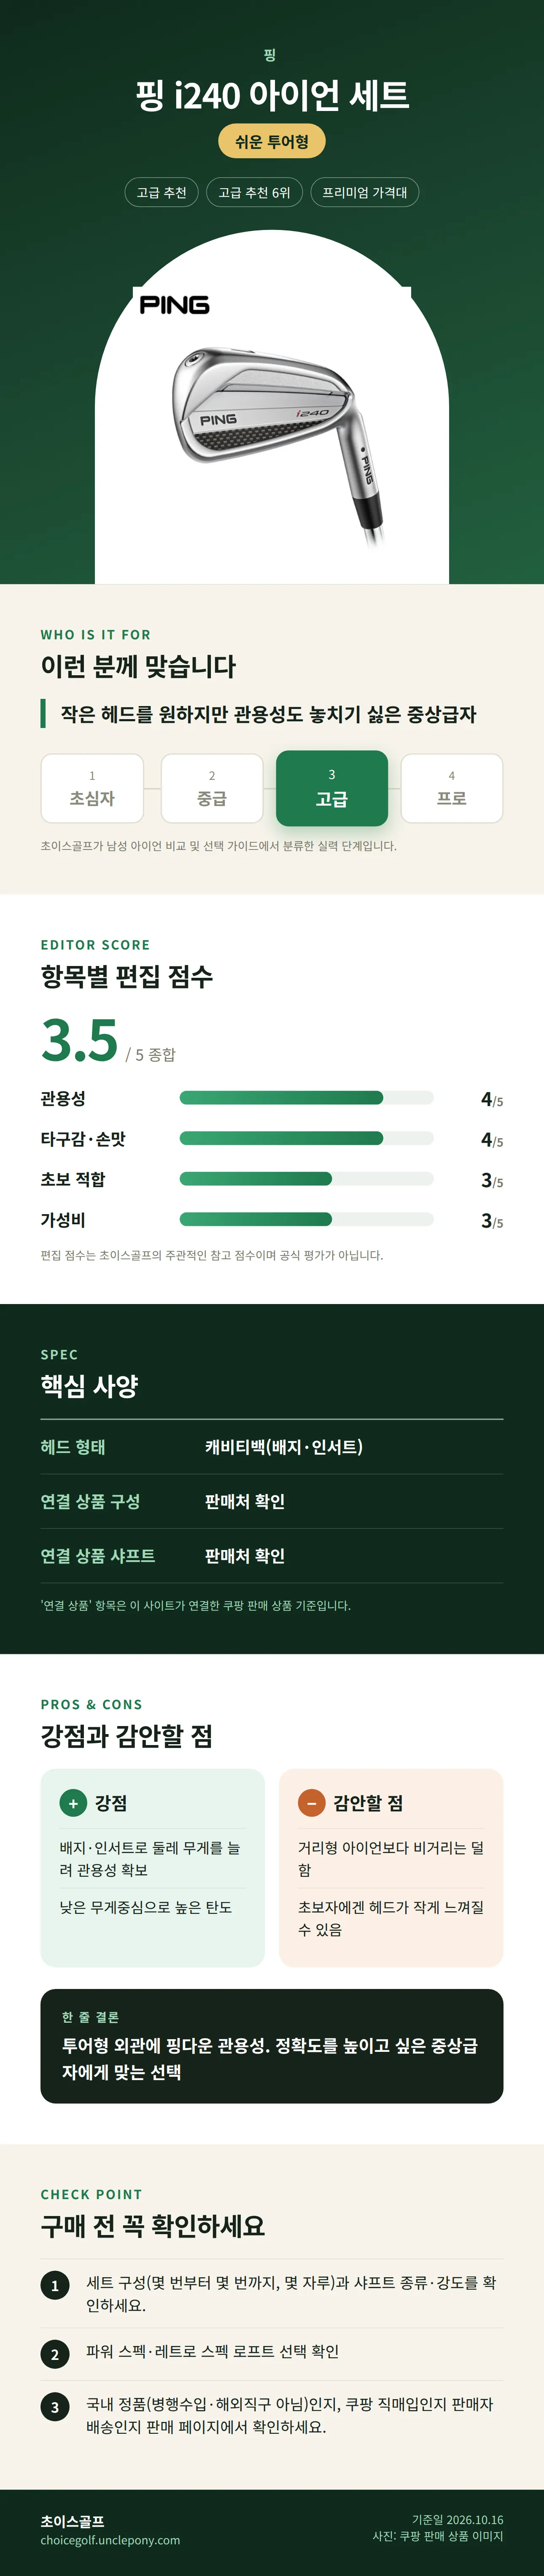 핑
핑 i240 아이언 세트
쉬운 투어형
고급 추천
고급 추천 6위
프리미엄 가격대
PING
PING
i240
PING
WHO IS IT FOR
이런 분께 맞습니다
작은 헤드를 원하지만 관용성도 놓치기 싫은 중상급자
1
초심자
2
중급
3
고급
4
프로
초이스골프가 남성 아이언 비교 및 선택 가이드에서 분류한 실력 단계입니다.
EDITOR SCORE
항목별 편집 점수
3.5 / 5 종합
관용성 4/5
타구감·손맛 4/5
초보 적합 3/5
가성비 3/5
편집 점수는 초이스골프의 주관적인 참고 점수이며 공식 평가가 아닙니다.
SPEC
핵심 사양
헤드 형태 캐비티백(배지·인서트)
연결 상품 구성 판매처 확인
연결 상품 샤프트 판매처 확인
'연결 상품' 항목은 이 사이트가 연결한 쿠팡 판매 상품 기준입니다.
PROS & CONS
강점과 감안할 점
+ 강점
배지·인서트로 둘레 무게를 늘
려 관용성 확보
낮은 무게중심으로 높은 탄도
− 감안할 점
거리형 아이언보다 비거리는 덜
함
초보자에겐 헤드가 작게 느껴질
수 있음
한 줄 결론
투어형 외관에 핑다운 관용성. 정확도를 높이고 싶은 중상급
자에게 맞는 선택
CHECK POINT
구매 전 꼭 확인하세요
1 세트 구성(몇 번부터 몇 번까지, 몇 자루)과 샤프트 종류·강도를 확
인하세요.
2 파워 스펙·레트로 스펙 로프트 선택 확인
3 국내 정품(병행수입·해외직구 아님)인지, 쿠팡 직매입인지 판매자
배송인지 판매 페이지에서 확인하세요.
초이스골프
choicegolf.unclepony.com
기준일 2026.10.16
사진: 쿠팡 판매 상품 이미지